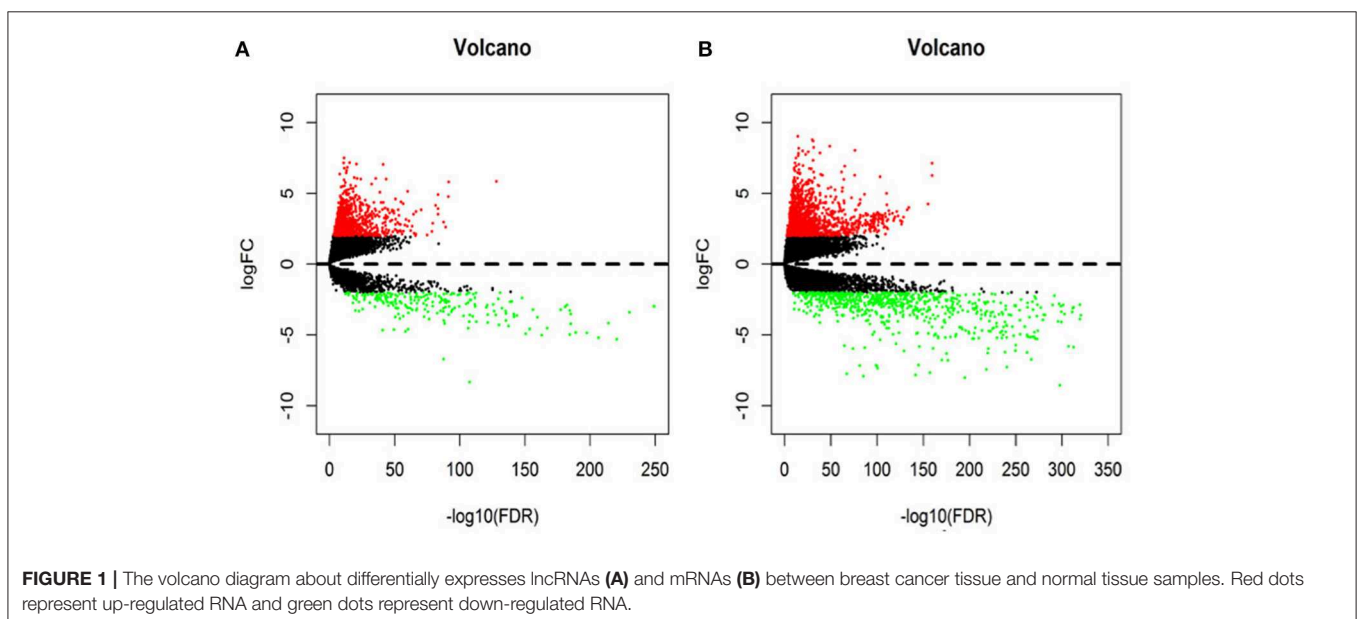 A
Volcano
10
5
0
-5
-10
logFC
0 50 100 150 200 250
-log10(FDR)
B
Volcano
10
5
0
-5
-10
logFC
0 50 100 150 200 250 300 350
-log10(FDR)
FIGURE 1 | The volcano diagram about differentially expresses lncRNAs (A) and mRNAs (B) between breast cancer tissue and normal tissue samples. Red dots
represent up-regulated RNA and green dots represent down-regulated RNA.